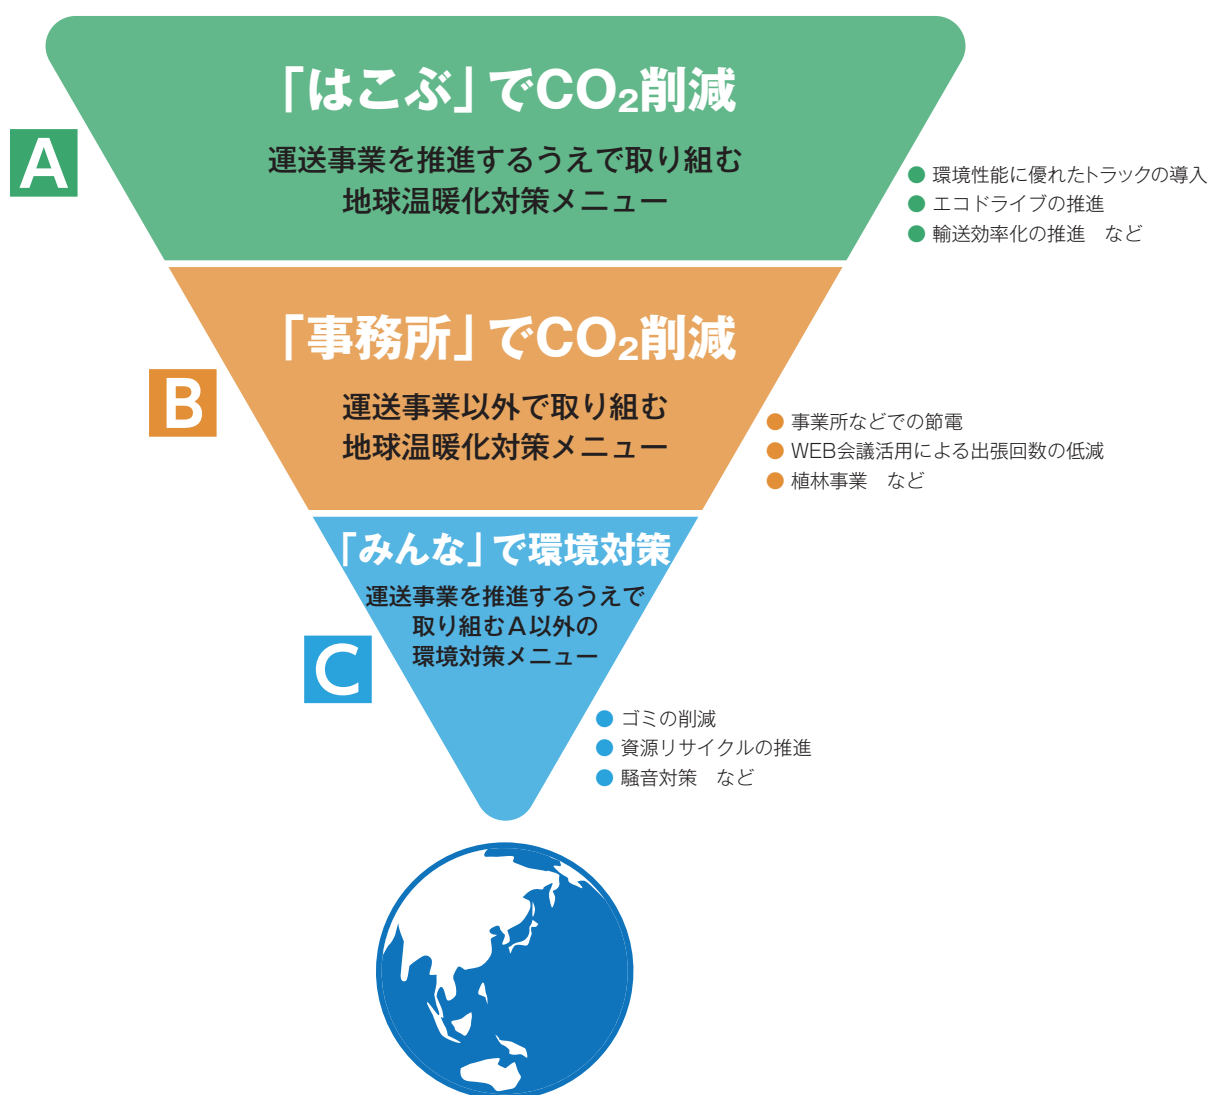 「はこぶ」でCO₂削減
A
運送事業を推進するうえで取り組む
地球温暖化対策メニュー
● 環境性能に優れたトラックの導入
● エコドライブの推進
● 輸送効率化の推進　など
「事務所」でCO₂削減
B
運送事業以外で取り組む
地球温暖化対策メニュー
● 事業所などでの節電
● WEB会議活用による出張回数の低減
● 植林事業　など
「みんな」で環境対策
運送事業を推進するうえで
取り組むA以外の
環境対策メニュー
C
● ゴミの削減
● 資源リサイクルの推進
● 騒音対策　など